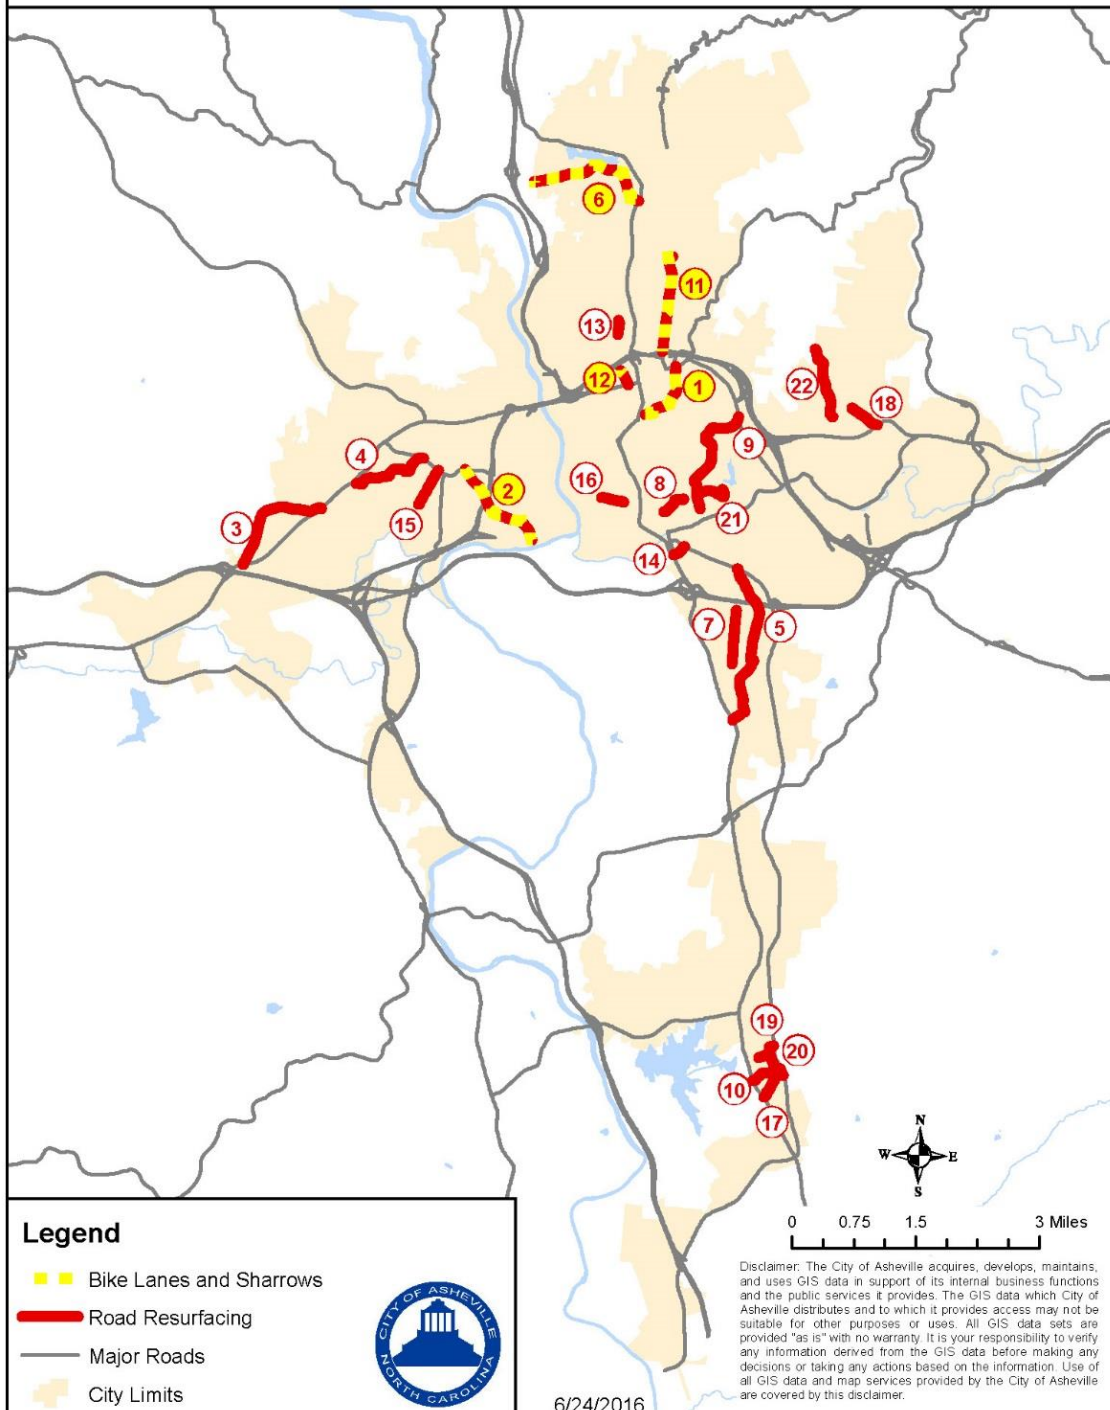 6
11
13
12
1
22
18
9
4
2
16
8
3
15
21
14
7
5
19
20
10
17
N
W E
S
0 0.75 1.5 3 Miles
Legend
Bike Lanes and Sharrows
Road Resurfacing
Major Roads
City Limits
CITY OF ASHEVILLE
NORTH CAROLINA
6/24/2016
Disclaimer: The City of Asheville acquires, develops, maintains,
and uses GIS data in support of its internal business functions
and the public services it provides. The GIS data which City of
Asheville distributes and to which it provides access may not be
suitable for other purposes or uses. All GIS data sets are
provided "as is" with no warranty. It is your responsibility to verify
any information derived from the GIS data before making any
decisions or taking any actions based on the information. Use of
all GIS data and map services provided by the City of Asheville
are covered by this disclaimer.